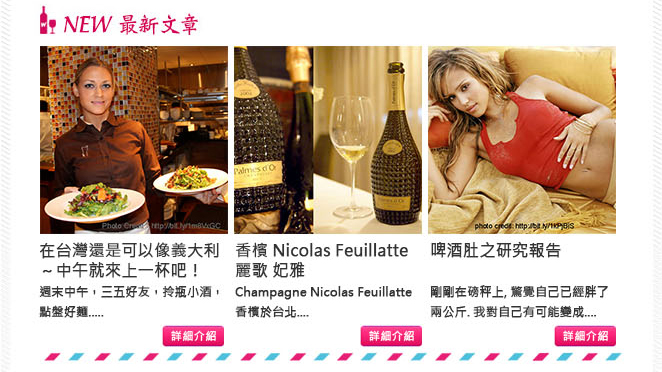 NEW 最新文章
Photo Credit: http://bit.ly/1m8VxGC
photo credit: http://bit.ly/1kPjBiS
在台灣還是可以像義大利
～中午就來上一杯吧！
週末中午，三五好友，拎瓶小酒，
點盤好麵.....
詳細介紹
Palmes d'Or
香檳 Nicolas Feuillatte
麗歌 妃雅
Champagne Nicolas Feuillatte
香檳於台北....
詳細介紹
啤酒肚之研究報告
剛剛在磅秤上, 驚覺自己已經胖了
兩公斤. 我對自己有可能變成....
詳細介紹